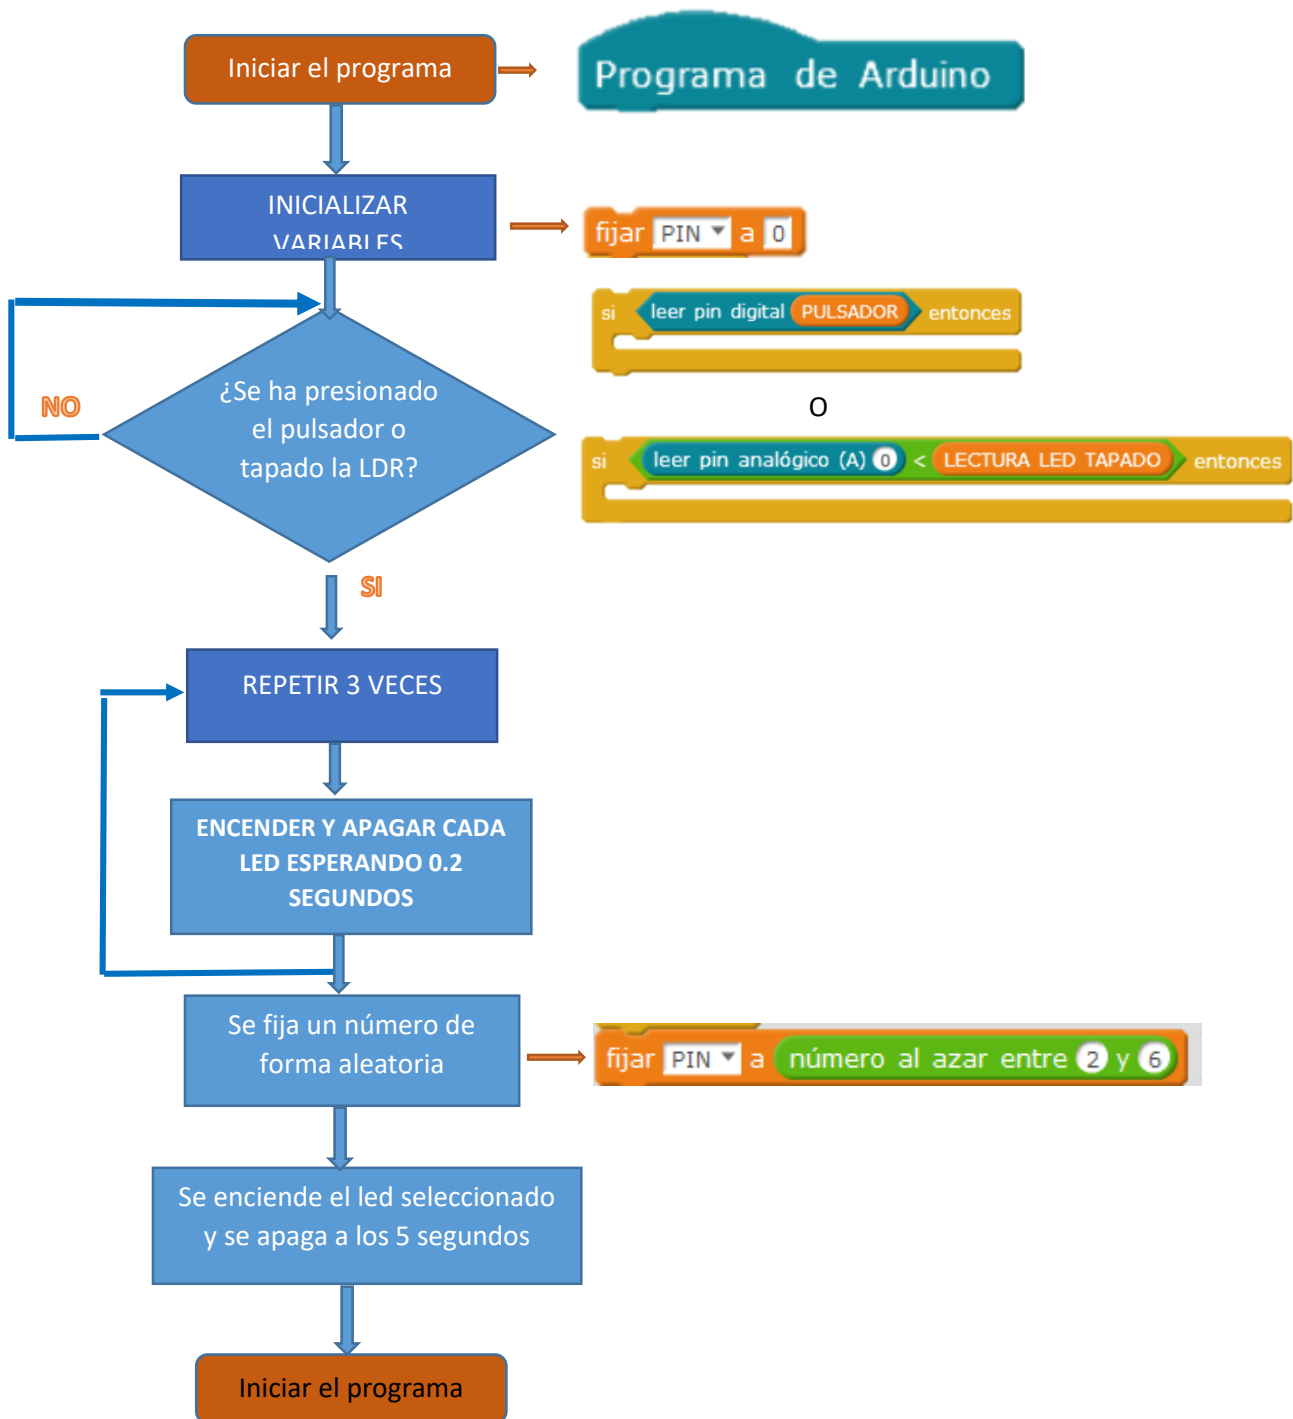 Iniciar el programa
Programa de Arduino
INICIALIZAR
VARIABLES
fijar PIN a 0
si leer pin digital PULSADOR entonces
¿Se ha presionado
el pulsador o
tapado la LDR?
NO
O
si leer pin analógico (A) 0 < LECTURA LED TAPADO entonces
SI
REPETIR 3 VECES
ENCENDER Y APAGAR CADA
LED ESPERANDO 0.2
SEGUNDOS
Se fija un número de
forma aleatoria
fijar PIN a número al azar entre 2 y 6
Se enciende el led seleccionado
y se apaga a los 5 segundos
Iniciar el programa